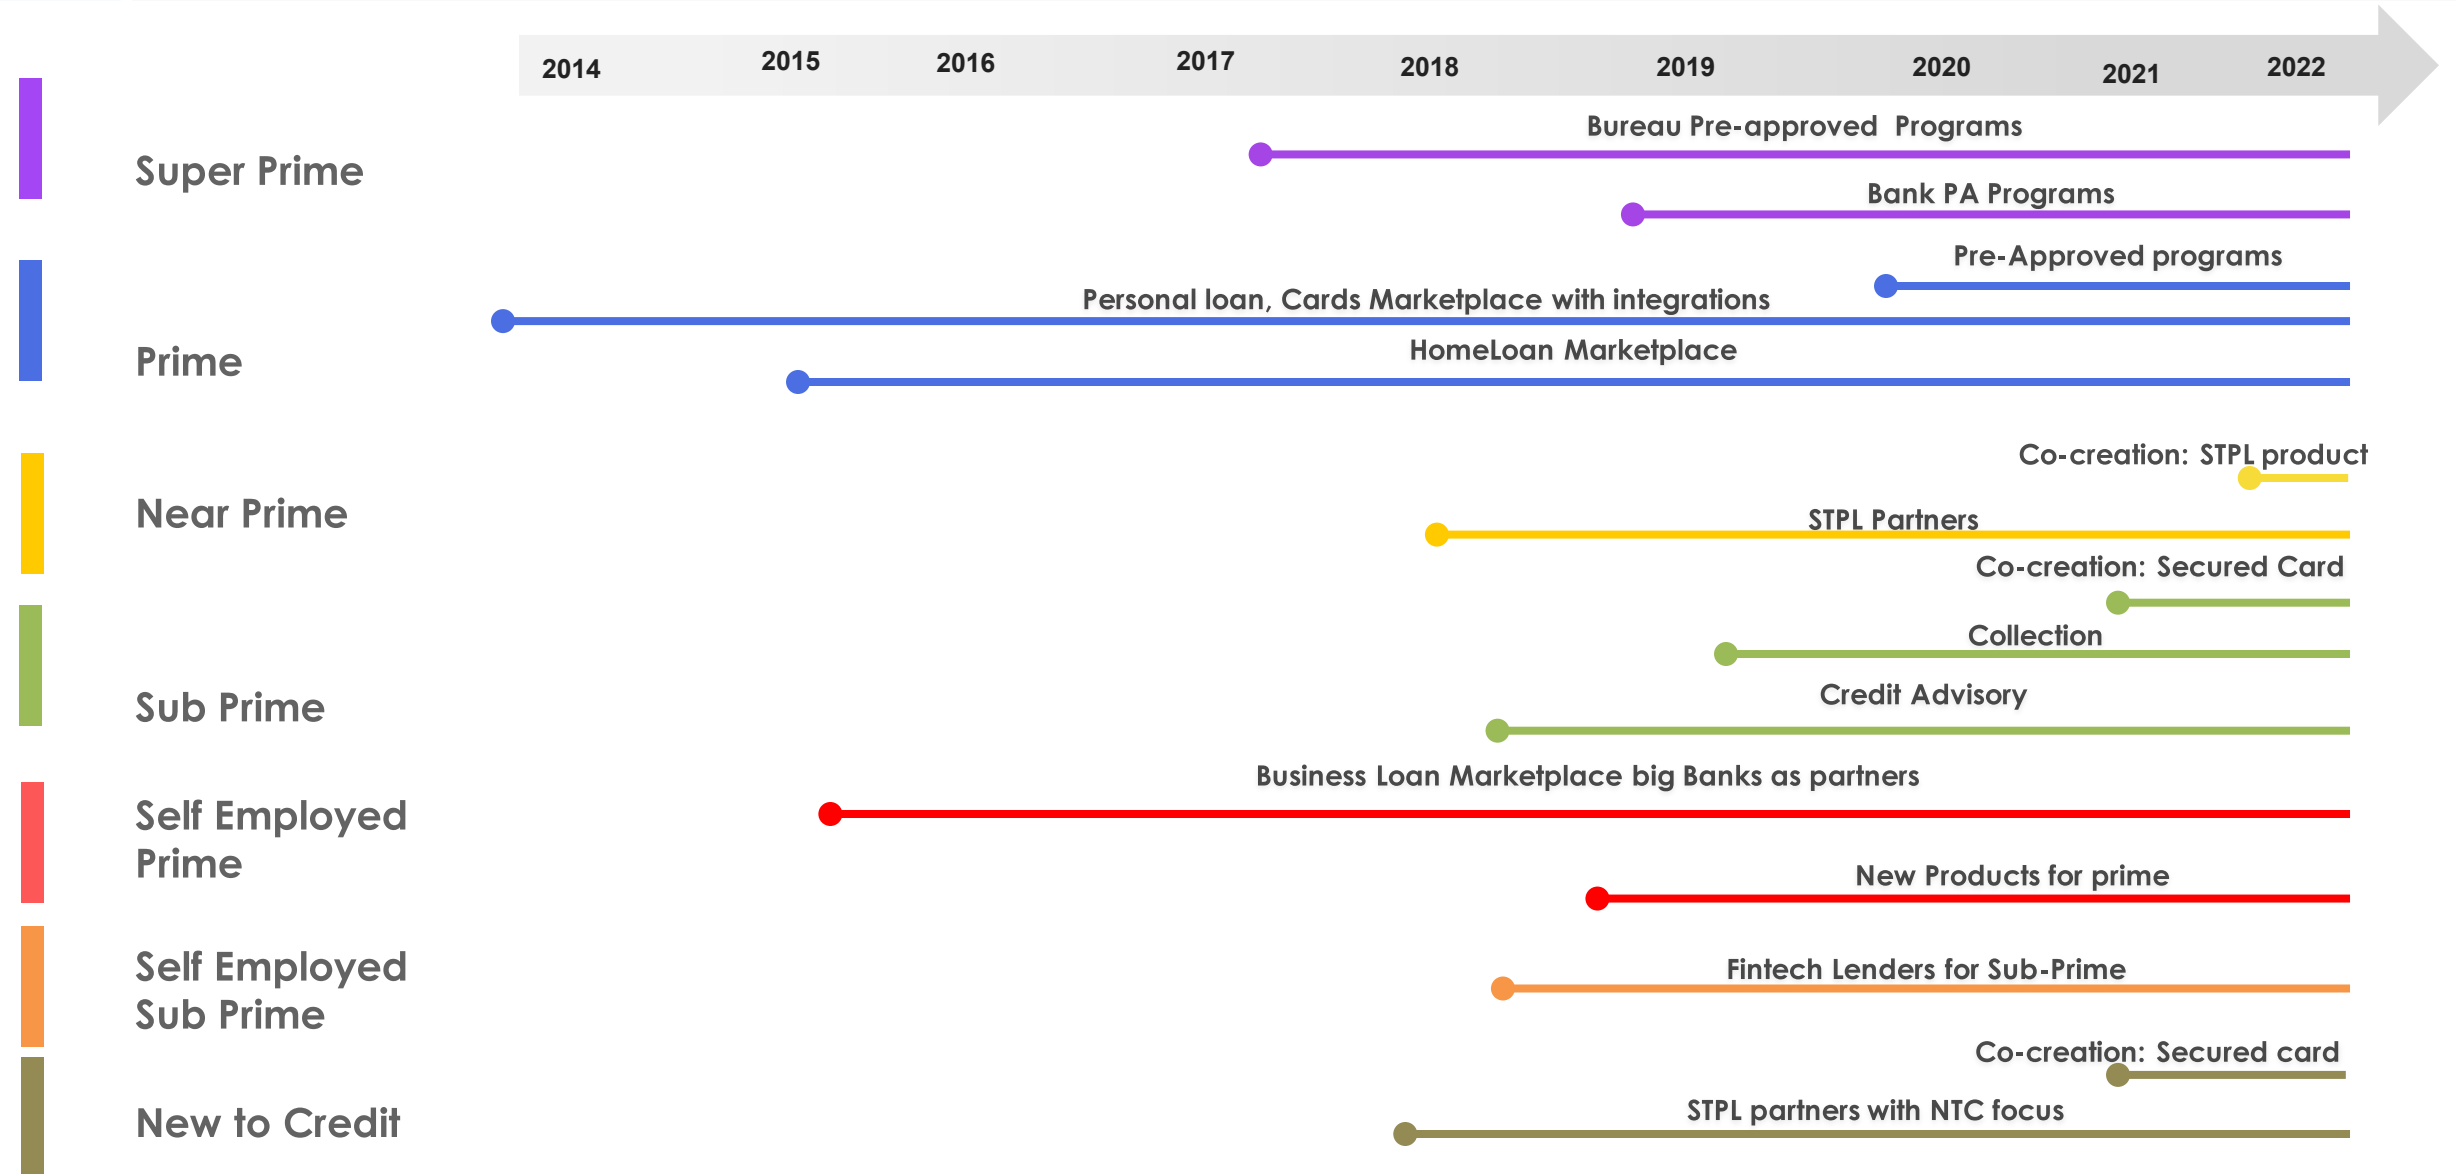 2014 2015 2016 2017 2018 2019 2020 2021 2022
Bureau Pre-approved  Programs
Super Prime
Bank PA Programs
Pre-Approved programs
Personal loan, Cards Marketplace with integrations
Prime
HomeLoan Marketplace
Co-creation: STPL product
Near Prime
STPL Partners
Co-creation: Secured Card
Collection
Sub Prime
Credit Advisory
Business Loan Marketplace big Banks as partners
Self Employed
Prime
New Products for prime
Self Employed
Sub Prime
Fintech Lenders for Sub-Prime
Co-creation: Secured card
New to Credit
STPL partners with NTC focus